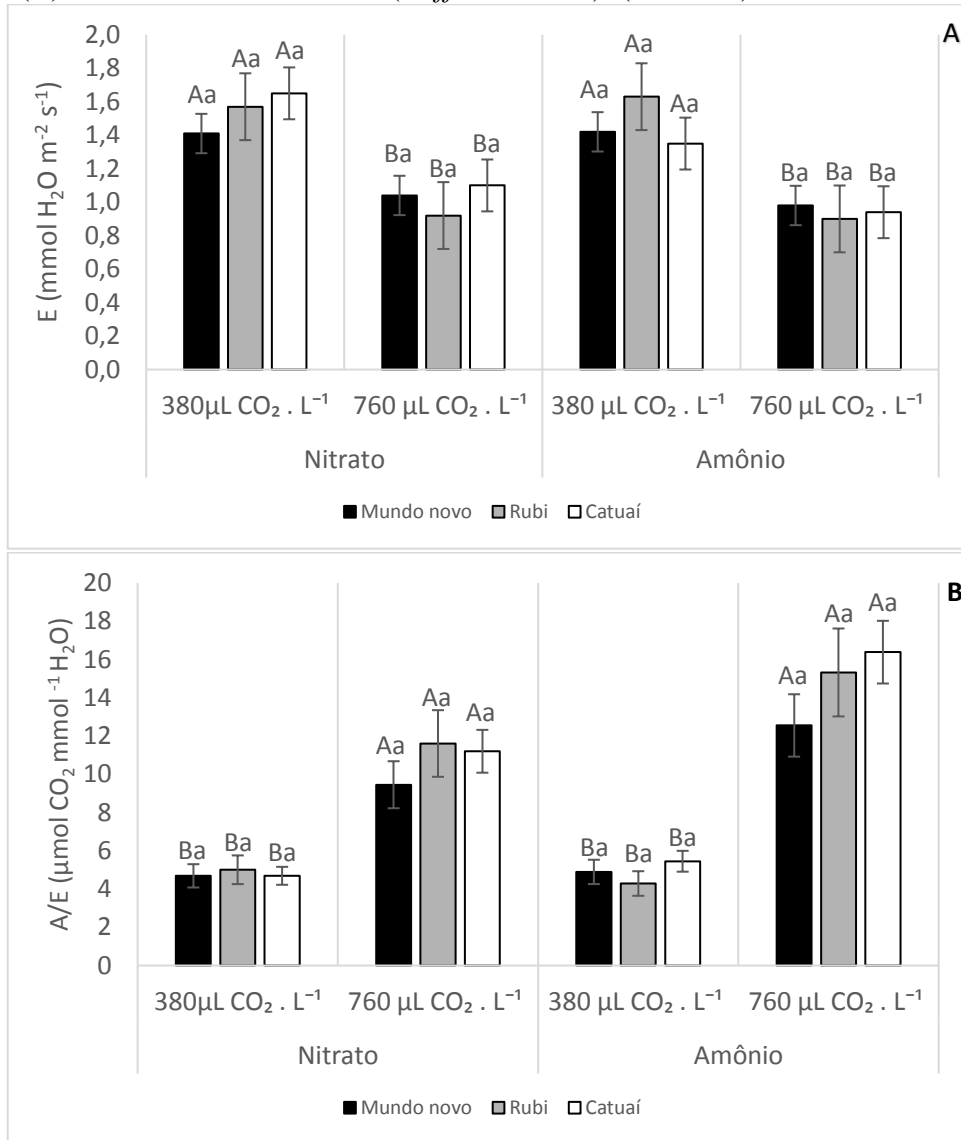 A
2,0
1,8
1,6
1,4
1,2
1,0
0,8
0,6
0,4
0,2
0,0
E (mmol H₂O m⁻² s⁻¹)
Aa Aa Aa Ba Ba Ba Aa Aa Aa Ba Ba Ba
380µL CO₂ . L⁻¹ 760 µL CO₂ . L⁻¹ 380 µL CO₂ . L⁻¹ 760 µL CO₂ . L⁻¹
Nitrato Amônio
Mundo novo Rubi Catuaí
B
20
18
16
14
12
10
8
6
4
2
0
A/E (µmol CO₂ mmol ⁻¹ H₂O)
Ba Ba Ba Aa Aa Aa Ba Ba Ba Aa Aa Aa
380µL CO₂ . L⁻¹ 760 µL CO₂ . L⁻¹ 380 µL CO₂ . L⁻¹ 760 µL CO₂ . L⁻¹
Nitrato Amônio
Mundo novo Rubi Catuaí